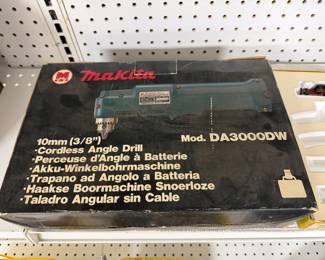 M
makita
10mm (3/8")
Mod. DA3000DW
·Cordless Angle Drill
·Perceuse d'Angle à Batterie
·Akku-Winkelbohrmaschine
·Trapano ad Angolo a Batteria
·Haakse Boormachine Snoerloze
·Taladro Angular sin Cable